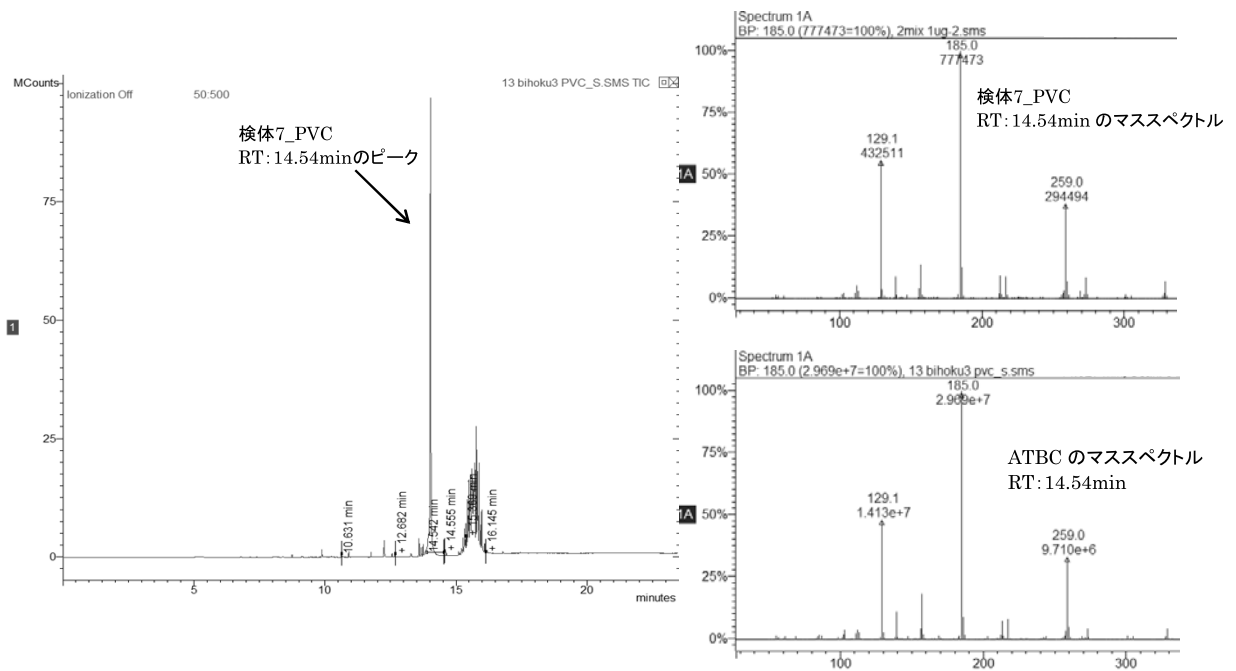 MCounts
Ionization Off
50:500
13 bihoku3 PVC_S.SMS TIC
検体7_PVC
RT：14.54minのピーク
75
1
50
25
0
10.631 min
12.682 min
14.542 min
14.555 min
16.145 min
5
10
15
20
minutes
Spectrum 1A
BP: 185.0 (777473=100%), 2mix 1ug-2.sms
100%
185.0
777473
検体7_PVC
RT：14.54min のマススペクトル
75%
129.1
432511
1A
50%
259.0
294494
25%
0%
100
200
300
Spectrum 1A
BP: 185.0 (2.969e+7=100%), 13 bihoku3 pvc_s.sms
100%
185.0
2.969e+7
75%
ATBC のマススペクトル
RT：14.54min
129.1
1.413e+7
1A
50%
259.0
9.710e+6
25%
0%
100
200
300